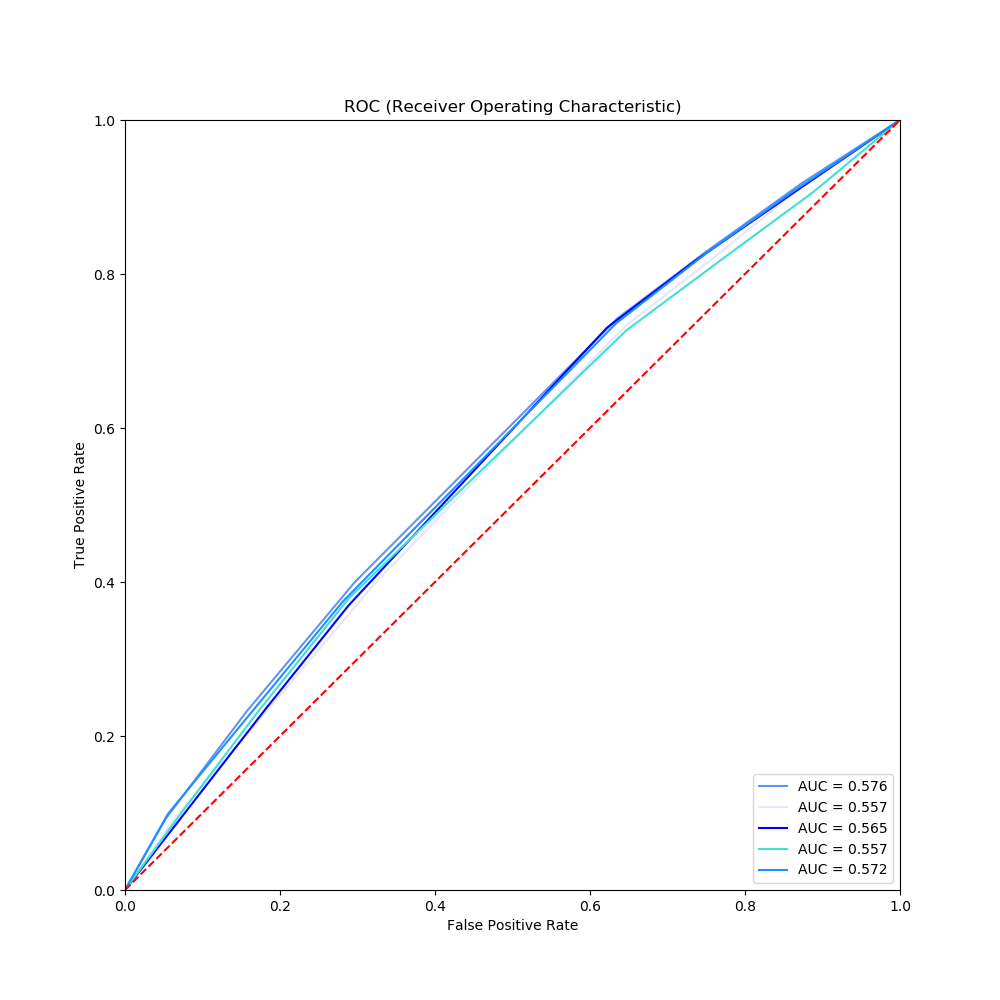 ROC (Receiver Operating Characteristic)
1.0
0.8
0.6
0.4
0.2
0.0
True Positive Rate
0.0 0.2 0.4 0.6 0.8 1.0
False Positive Rate
AUC = 0.576
AUC = 0.557
AUC = 0.565
AUC = 0.557
AUC = 0.572